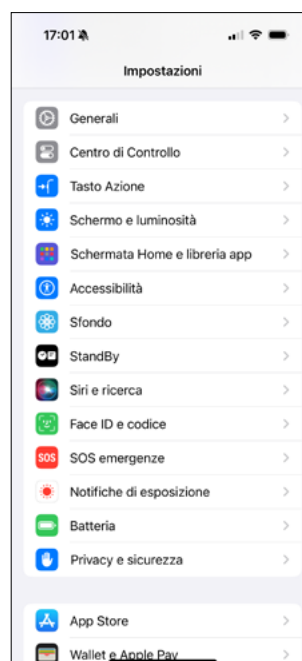 17:01
Impostazioni
Generali
Centro di Controllo
Tasto Azione
Schermo e luminosità
Schermata Home e libreria app
Accessibilità
Sfondo
StandBy
Siri e ricerca
Face ID e codice
SOS
SOS emergenze
Notifiche di esposizione
Batteria
Privacy e sicurezza
App Store
Wallet e Apple Pay